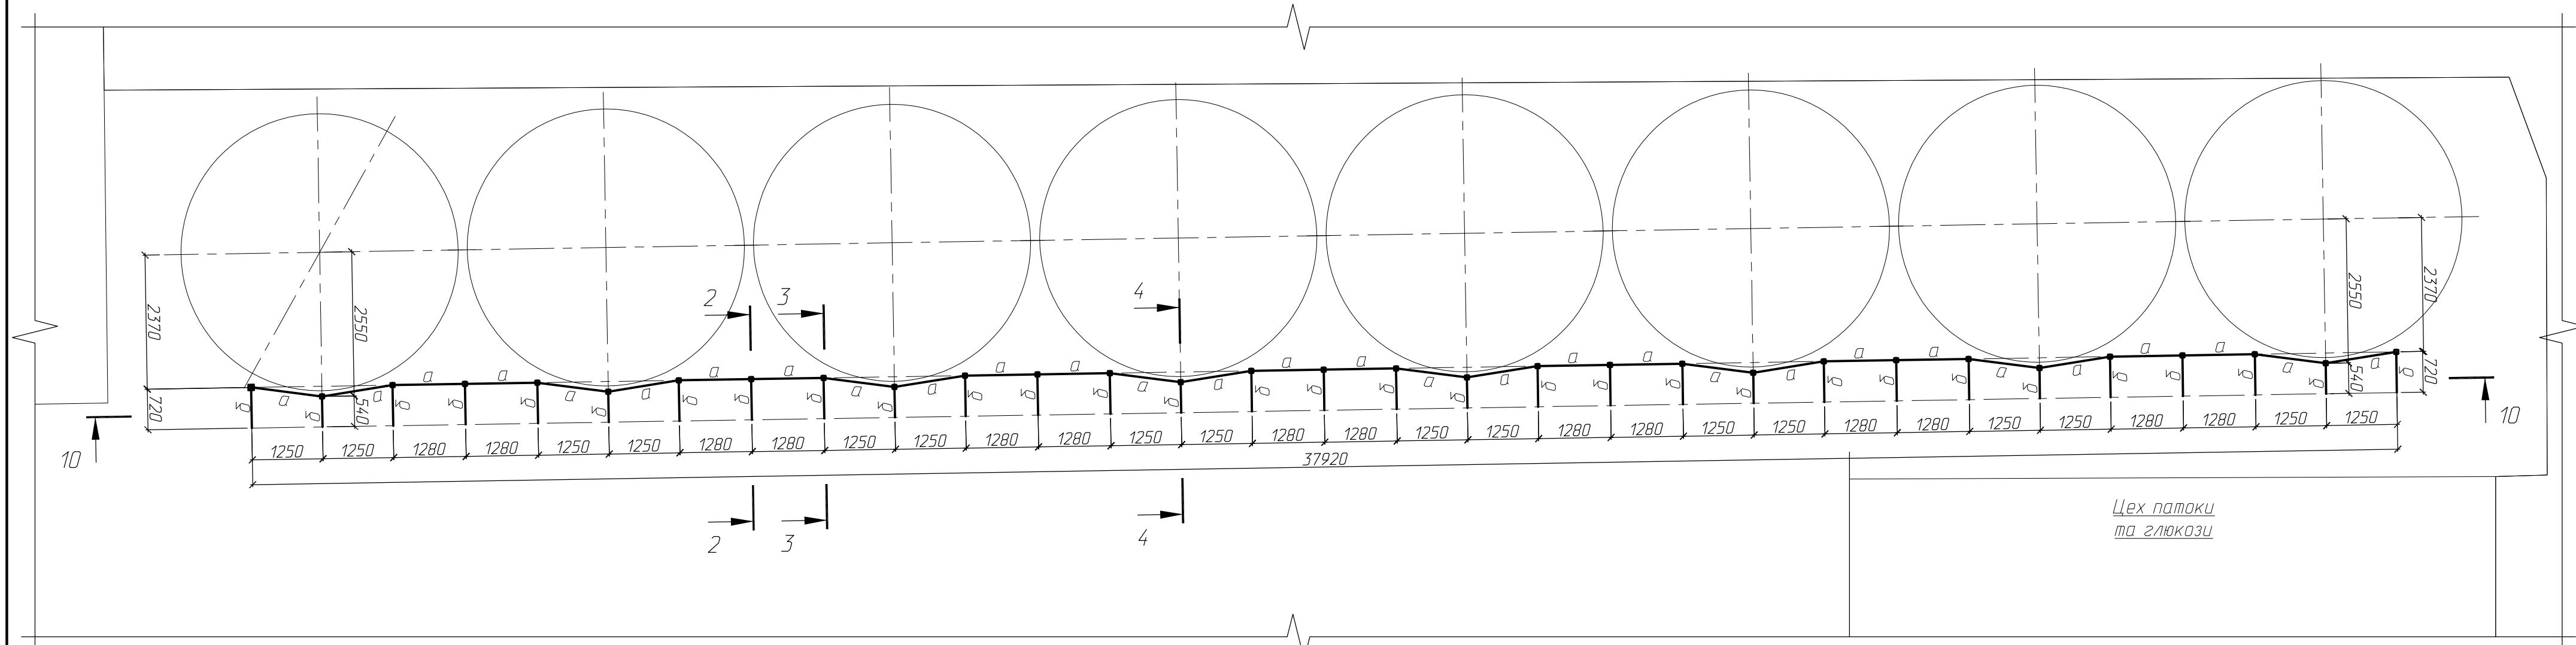 2 3 4
2370 2550 2550 2370
а а а а а а а а а а а а а а а а а а а а а а а а а а а а а а
б б б б б б б б б б б б б б б б б б б б б б б б б б б б б б б
720 540 540 720
10 10
1250 1250 1280 1280 1250 1250 1280 1280 1250 1250 1280 1280 1250 1250 1280 1280 1250 1250 1280 1280 1250 1250 1280 1280 1250 1250 1280 1280 1250 1250
37920
2 3 4
Цех патоки
та глюкози